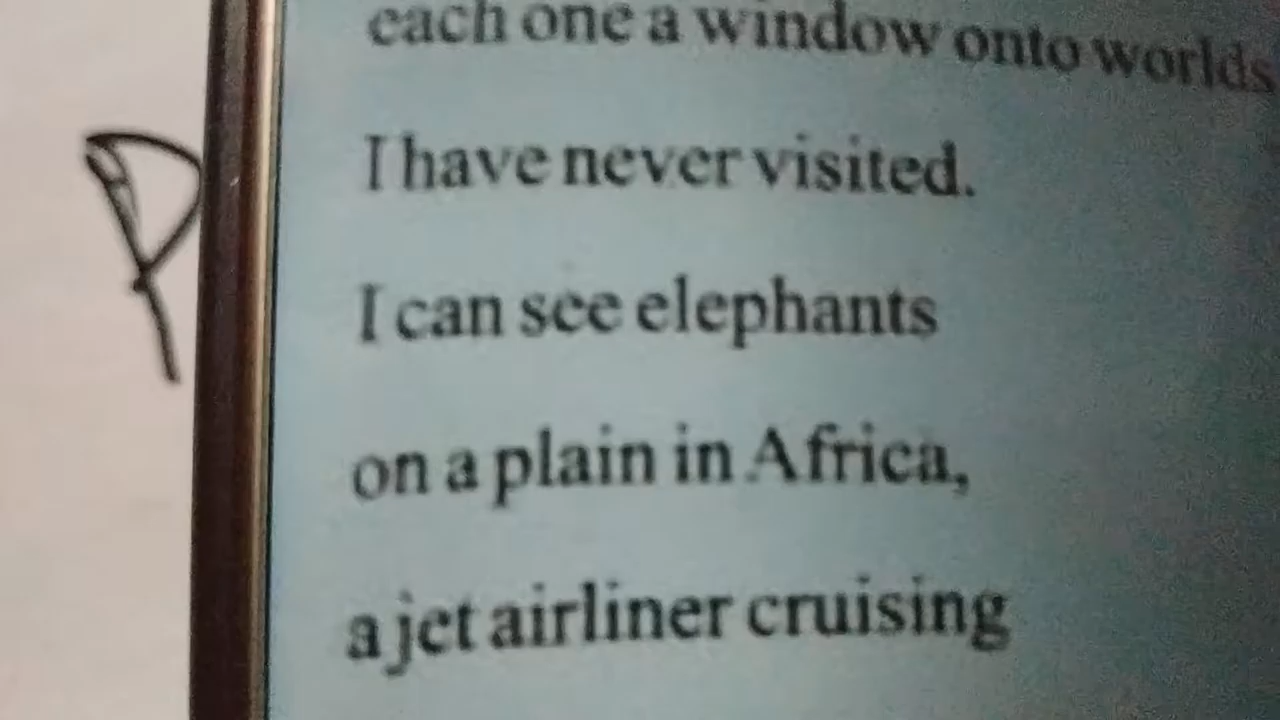 each one a window onto worlds
I have never visited.
I can see elephants
on a plain in Africa,
a jet airliner cruising
P